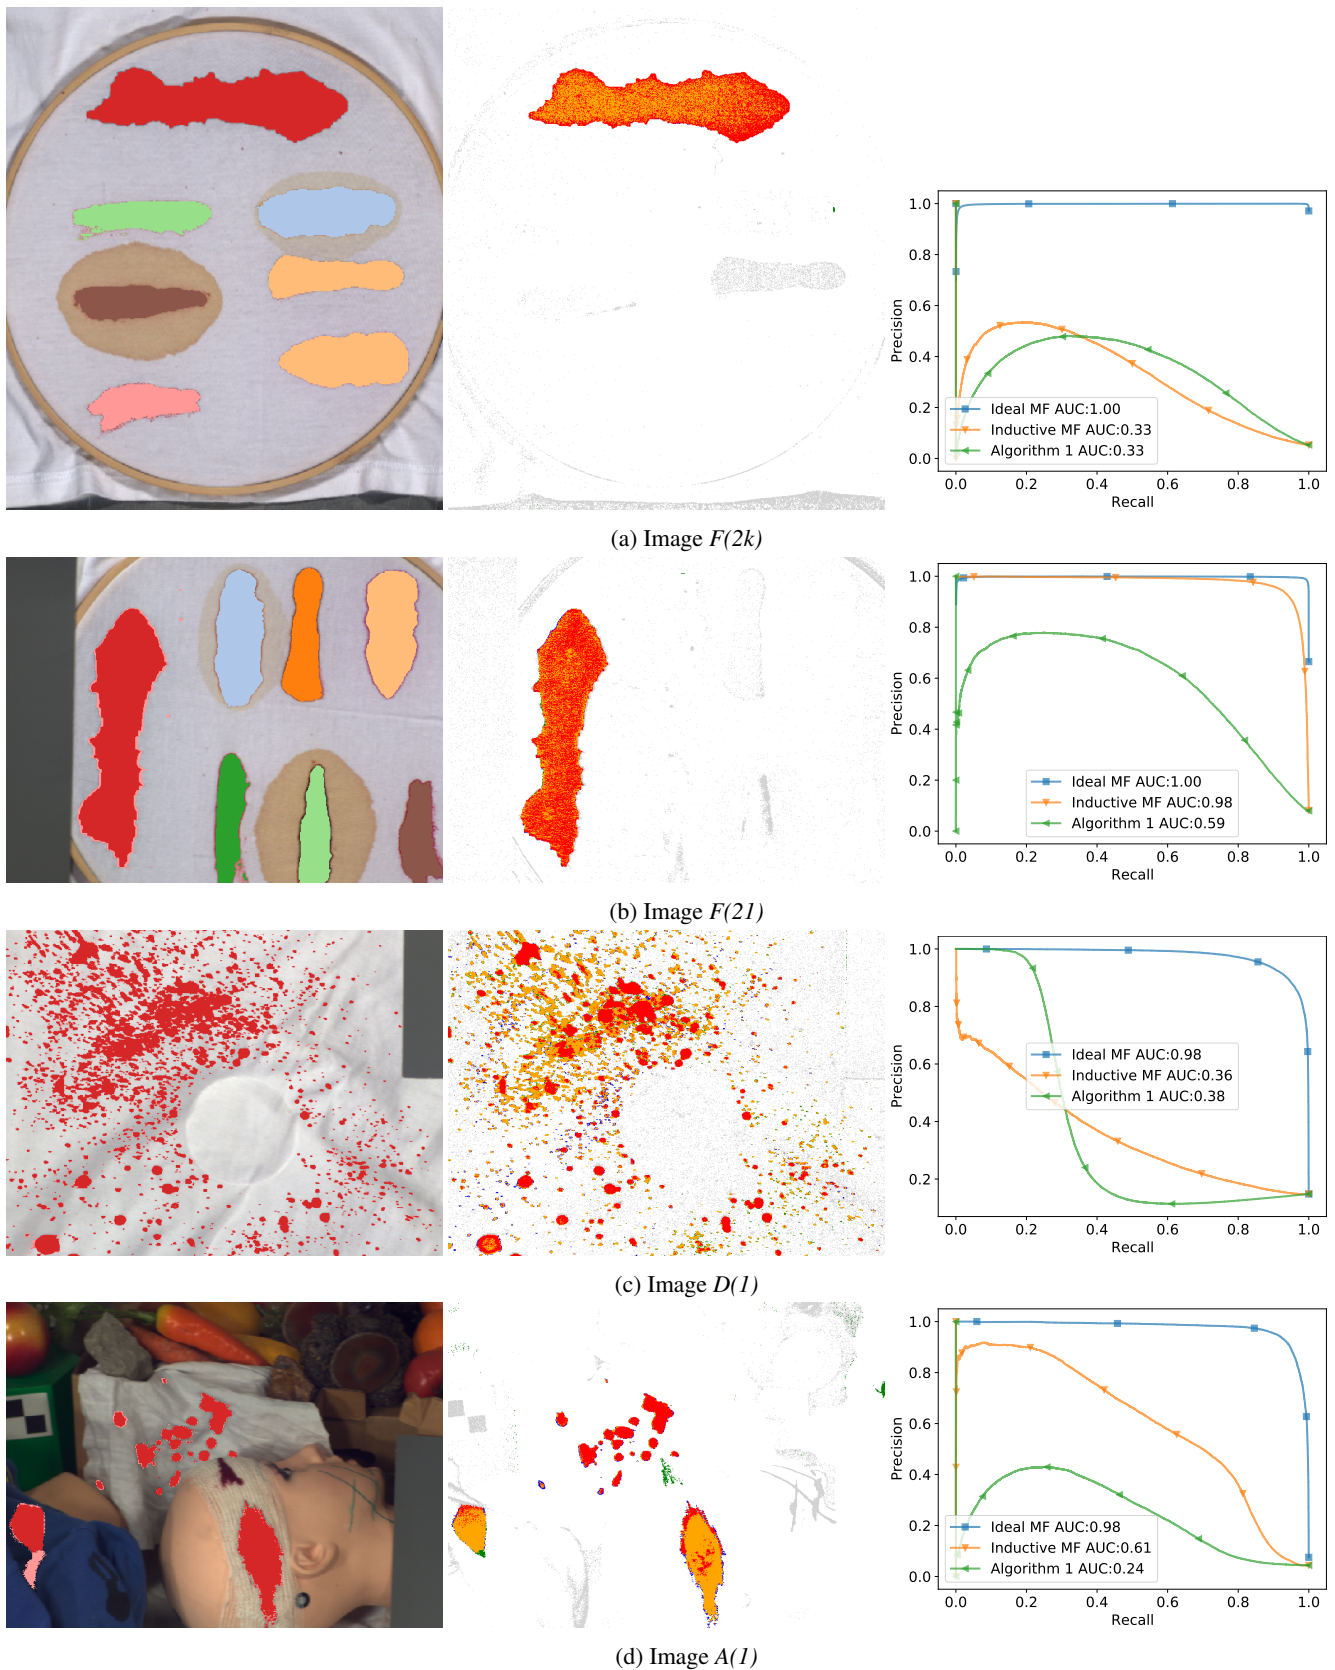 1.0
0.8
0.6
0.4
0.2
0.0
Precision
Ideal MF AUC:1.00
Inductive MF AUC:0.33
Algorithm 1 AUC:0.33
0.0 0.2 0.4 0.6 0.8 1.0
Recall
(a) Image F(2k)
1.0
0.8
0.6
0.4
0.2
0.0
Precision
Ideal MF AUC:1.00
Inductive MF AUC:0.98
Algorithm 1 AUC:0.59
0.0 0.2 0.4 0.6 0.8 1.0
Recall
(b) Image F(21)
1.0
0.8
0.6
0.4
0.2
Precision
Ideal MF AUC:0.98
Inductive MF AUC:0.36
Algorithm 1 AUC:0.38
0.0 0.2 0.4 0.6 0.8 1.0
Recall
(c) Image D(1)
1.0
0.8
0.6
0.4
0.2
0.0
Precision
Ideal MF AUC:0.98
Inductive MF AUC:0.61
Algorithm 1 AUC:0.24
0.0 0.2 0.4 0.6 0.8 1.0
Recall
(d) Image A(1)